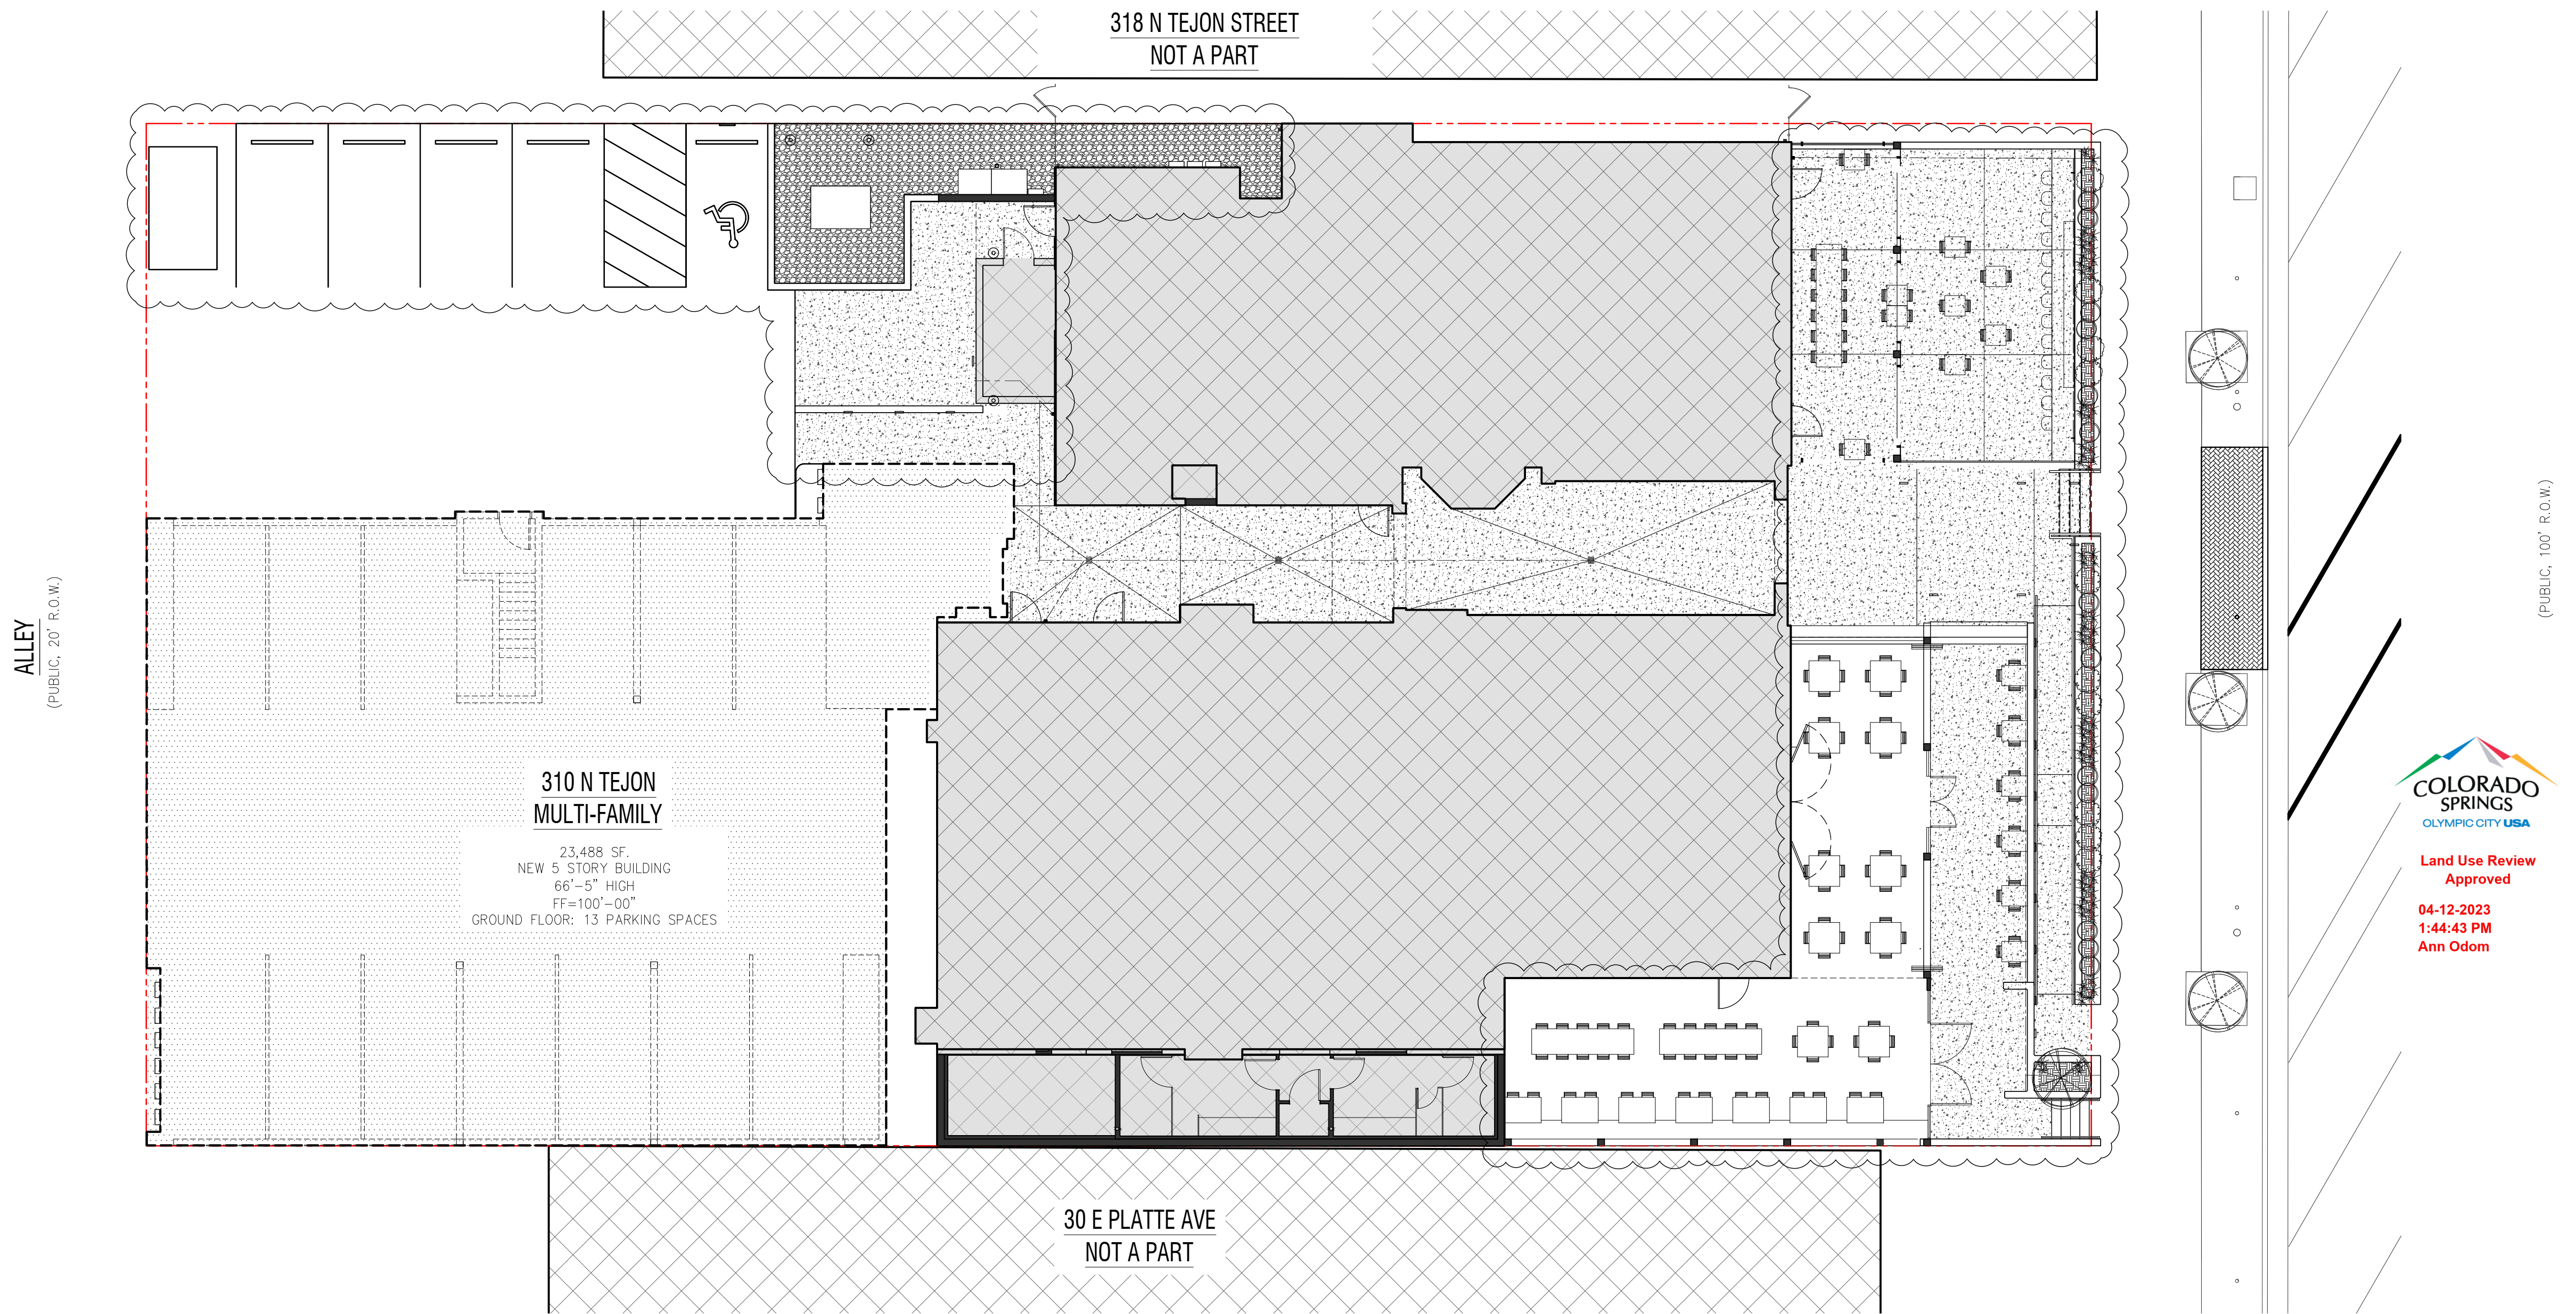 318 N TEJON STREET
NOT A PART
ALLEY
(PUBLIC, 20' R.O.W.)
310 N TEJON
MULTI-FAMILY
23,488 SF.
NEW 5 STORY BUILDING
66'-5" HIGH
FF=100'-00"
GROUND FLOOR: 13 PARKING SPACES
30 E PLATTE AVE
NOT A PART
(PUBLIC, 100' R.O.W.)
COLORADO
SPRINGS
OLYMPIC CITY USA
Land Use Review
Approved
04-12-2023
1:44:43 PM
Ann Odom